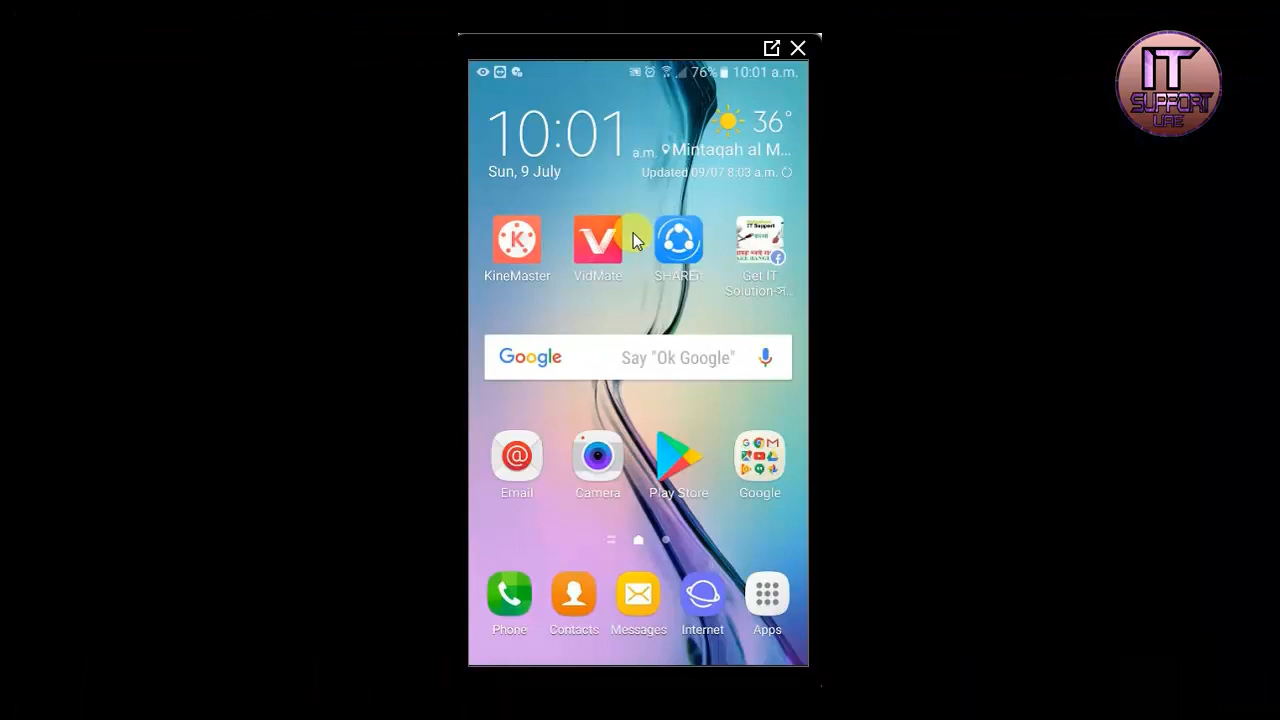 IT
SUPPORT
UAE
76% 10:01 a.m.
10:01 a.m.
36°
Mintaqah al M...
Sun, 9 July
Updated 09/07 8:03 a.m.
KineMaster
VidMate
SHAREit
IT Support
Get IT
Solution-স...
Google Say "Ok Google"
Email
Camera
Play Store
Google
Phone
Contacts
Messages
Internet
Apps